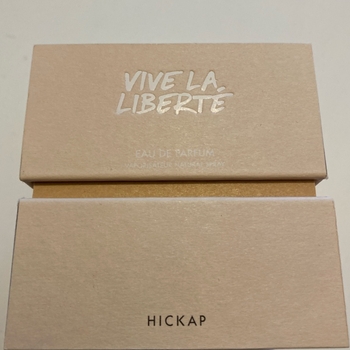 VIVE LA
LIBERTÉ
EAU DE PARFUM
HICKAP